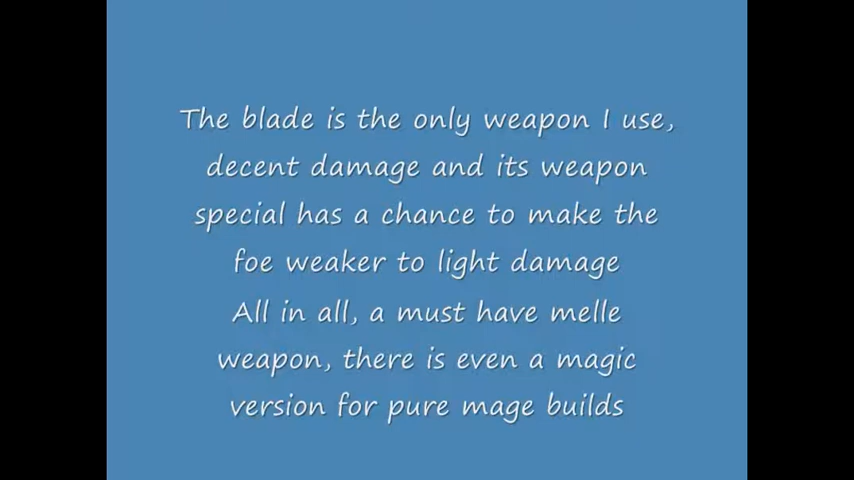 The blade is the only weapon I use,
decent damage and its weapon
special has a chance to make the
foe weaker to light damage
All in all, a must have melle
weapon, there is even a magic
version for pure mage builds